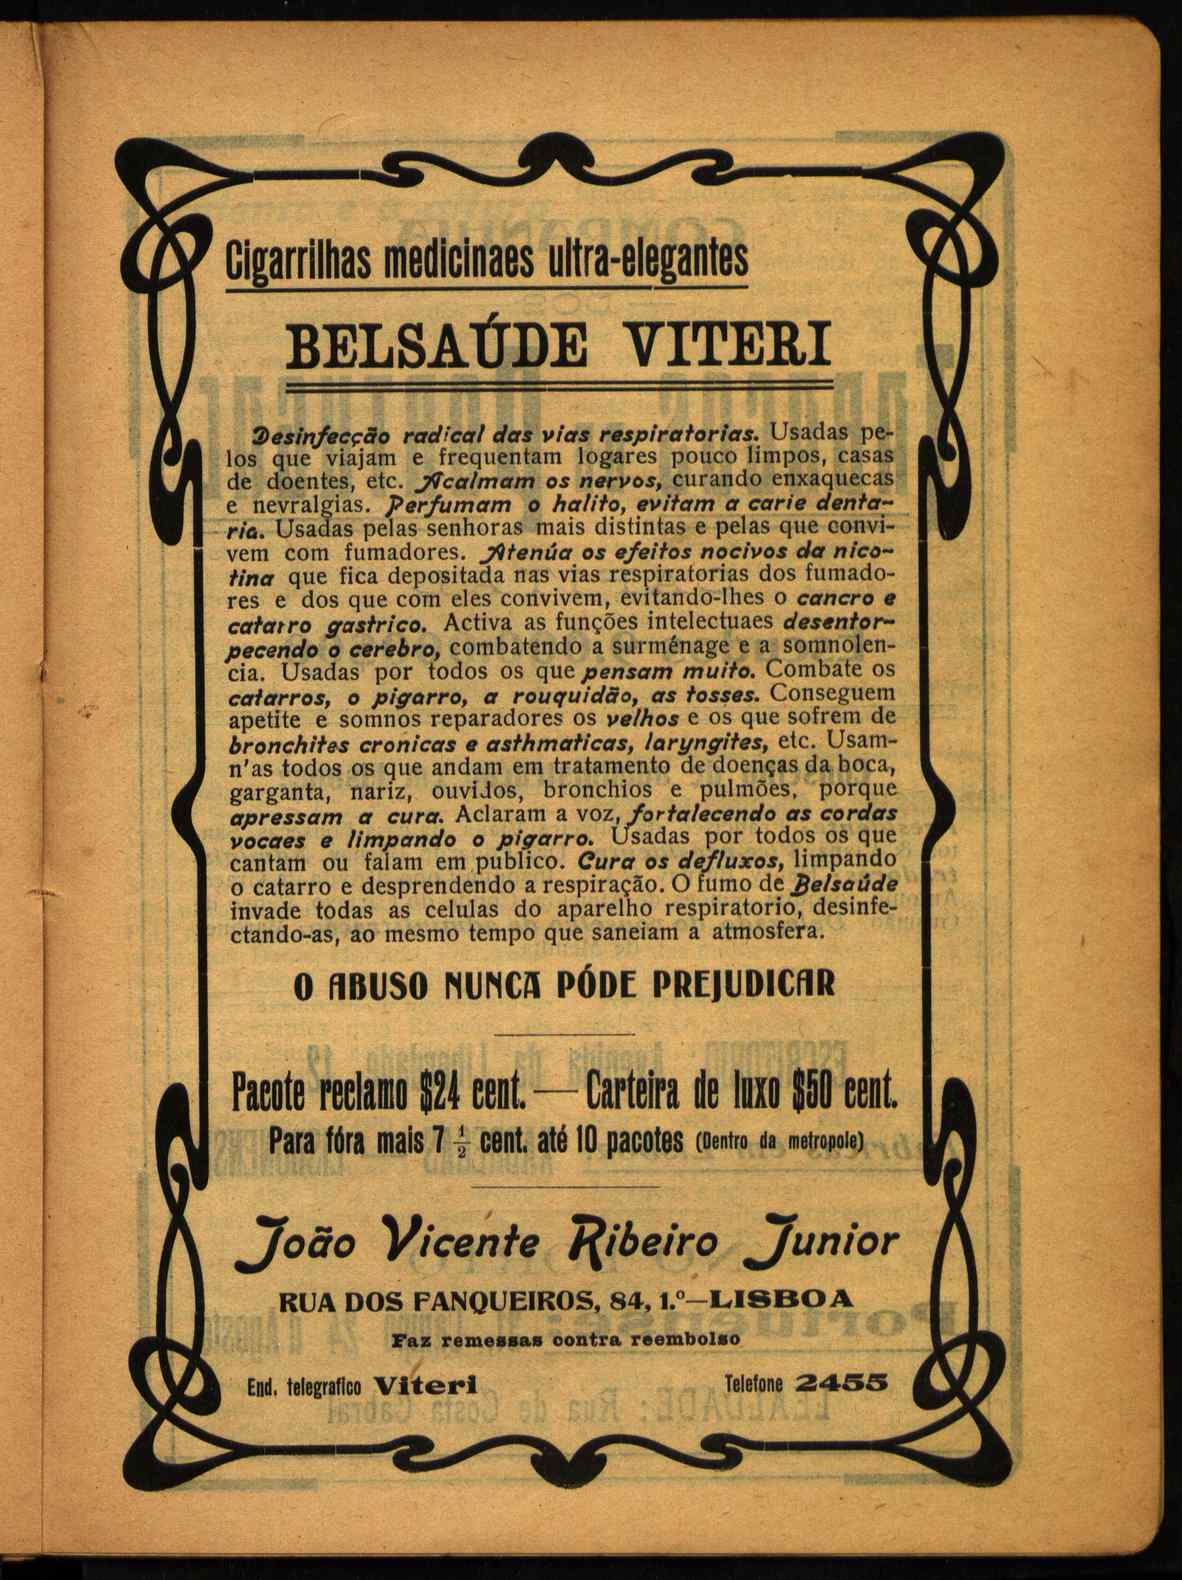 Cigarrilhas medicinaes ultra-elegantes
BELSAÚDE VITERI
Desinfecção radical das vias respiratorias. Usadas pe-
los que viajam e frequentam logares pouco limpos, casas
de doentes, etc. Acalmam os nervos, curando enxaquecas
e nevralgias. Perfumam o halito, evitam a carie denta-
ria. Usadas pelas senhoras mais distintas e pelas que convi-
vem com fumadores. Atenúa os efeitos nocivos da nico-
tina que fica depositada nas vias respiratorias dos fumado-
res e dos que com eles convivem, evitando-lhes o cancro e
catarro gastrico. Activa as funções intelectuaes desentor-
pecendo o cerebro, combatendo a surménage e a somnolen-
cia. Usadas por todos os que pensam muito. Combate os
catarros, o pigarro, a rouquidão, as tosses. Conseguem
apetite e somnos reparadores os velhos e os que sofrem de
bronchites cronicas e asthmaticas, laryngites, etc. Usam-
n'as todos os que andam em tratamento de doenças da boca,
garganta, nariz, ouvidos, bronchios e pulmões, porque
apressam a cura. Aclaram a voz, fortalecendo as cordas
vocaes e limpando o pigarro. Usadas por todos os que
cantam ou falam em publico. Cura os defluxos, limpando
o catarro e desprendendo a respiração. O fumo de Belsaúde
invade todas as celulas do aparelho respiratorio, desinfe-
ctando-as, ao mesmo tempo que saneiam a atmosfera.
O ABUSO NUNCA PÓDE PREJUDICAR
Pacote reclamo $24 cent. — Carteira de luxo $50 cent.
Para fóra mais 7 ½ cent. até 10 pacotes (Dentro da metropole)
João Vicente Ribeiro Junior
RUA DOS FANQUEIROS, 84, 1.º—LISBOA
Faz remessas contra reembolso
End. telegrafico Viteri Telefone 2455